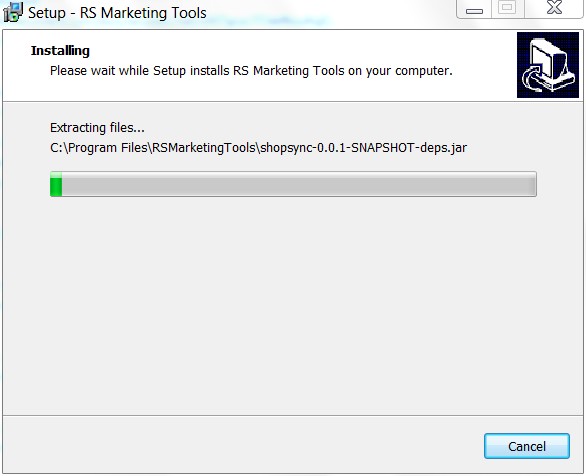 Setup - RS Marketing Tools
Installing
Please wait while Setup installs RS Marketing Tools on your computer.
Extracting files...
C:\Program Files\RSMarketingTools\shopsync-0.0.1-SNAPSHOT-deps.jar
Cancel